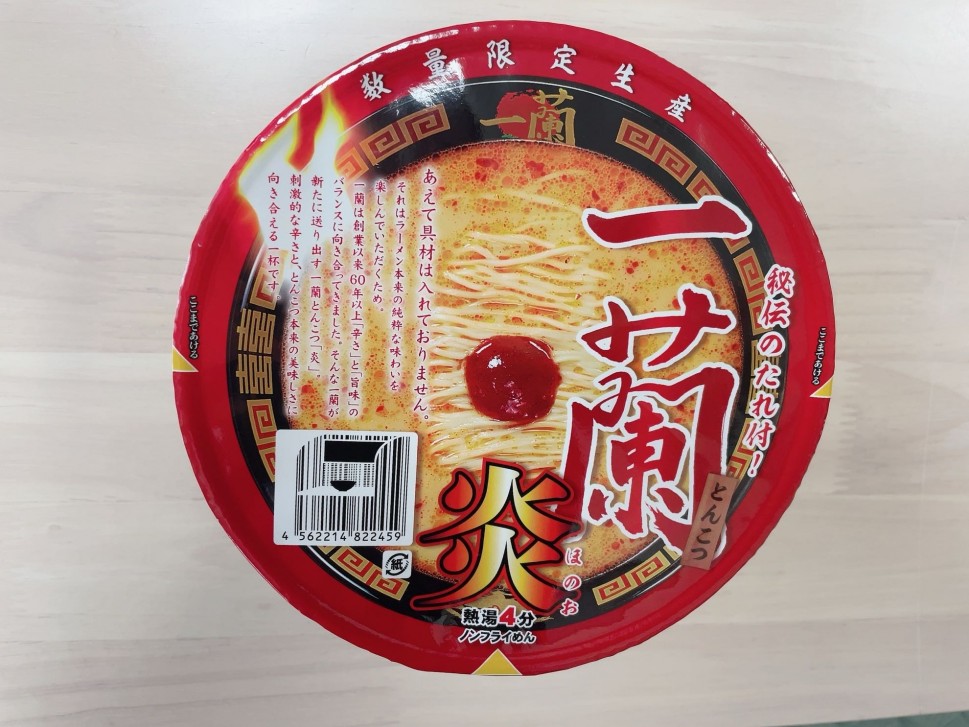 数量限定生産
一蘭
一蘭
とんこつ
炎
ほのお
秘伝のたれ付!
あえて具材は入れておりません。
それはラーメン本来の純粋な味わいを
楽しんでいただくため。
一蘭は創業以来60年以上「辛さ」と「旨味」の
バランスに向き合ってきました。そんな一蘭が
新たに送り出す 一蘭とんこつ「炎」。
刺激的な辛さと、とんこつ本来の美味しさに
向き合える一杯です。
ここまであける
ここまであける
4 562214 822459
紙
熱湯4分
ノンフライめん